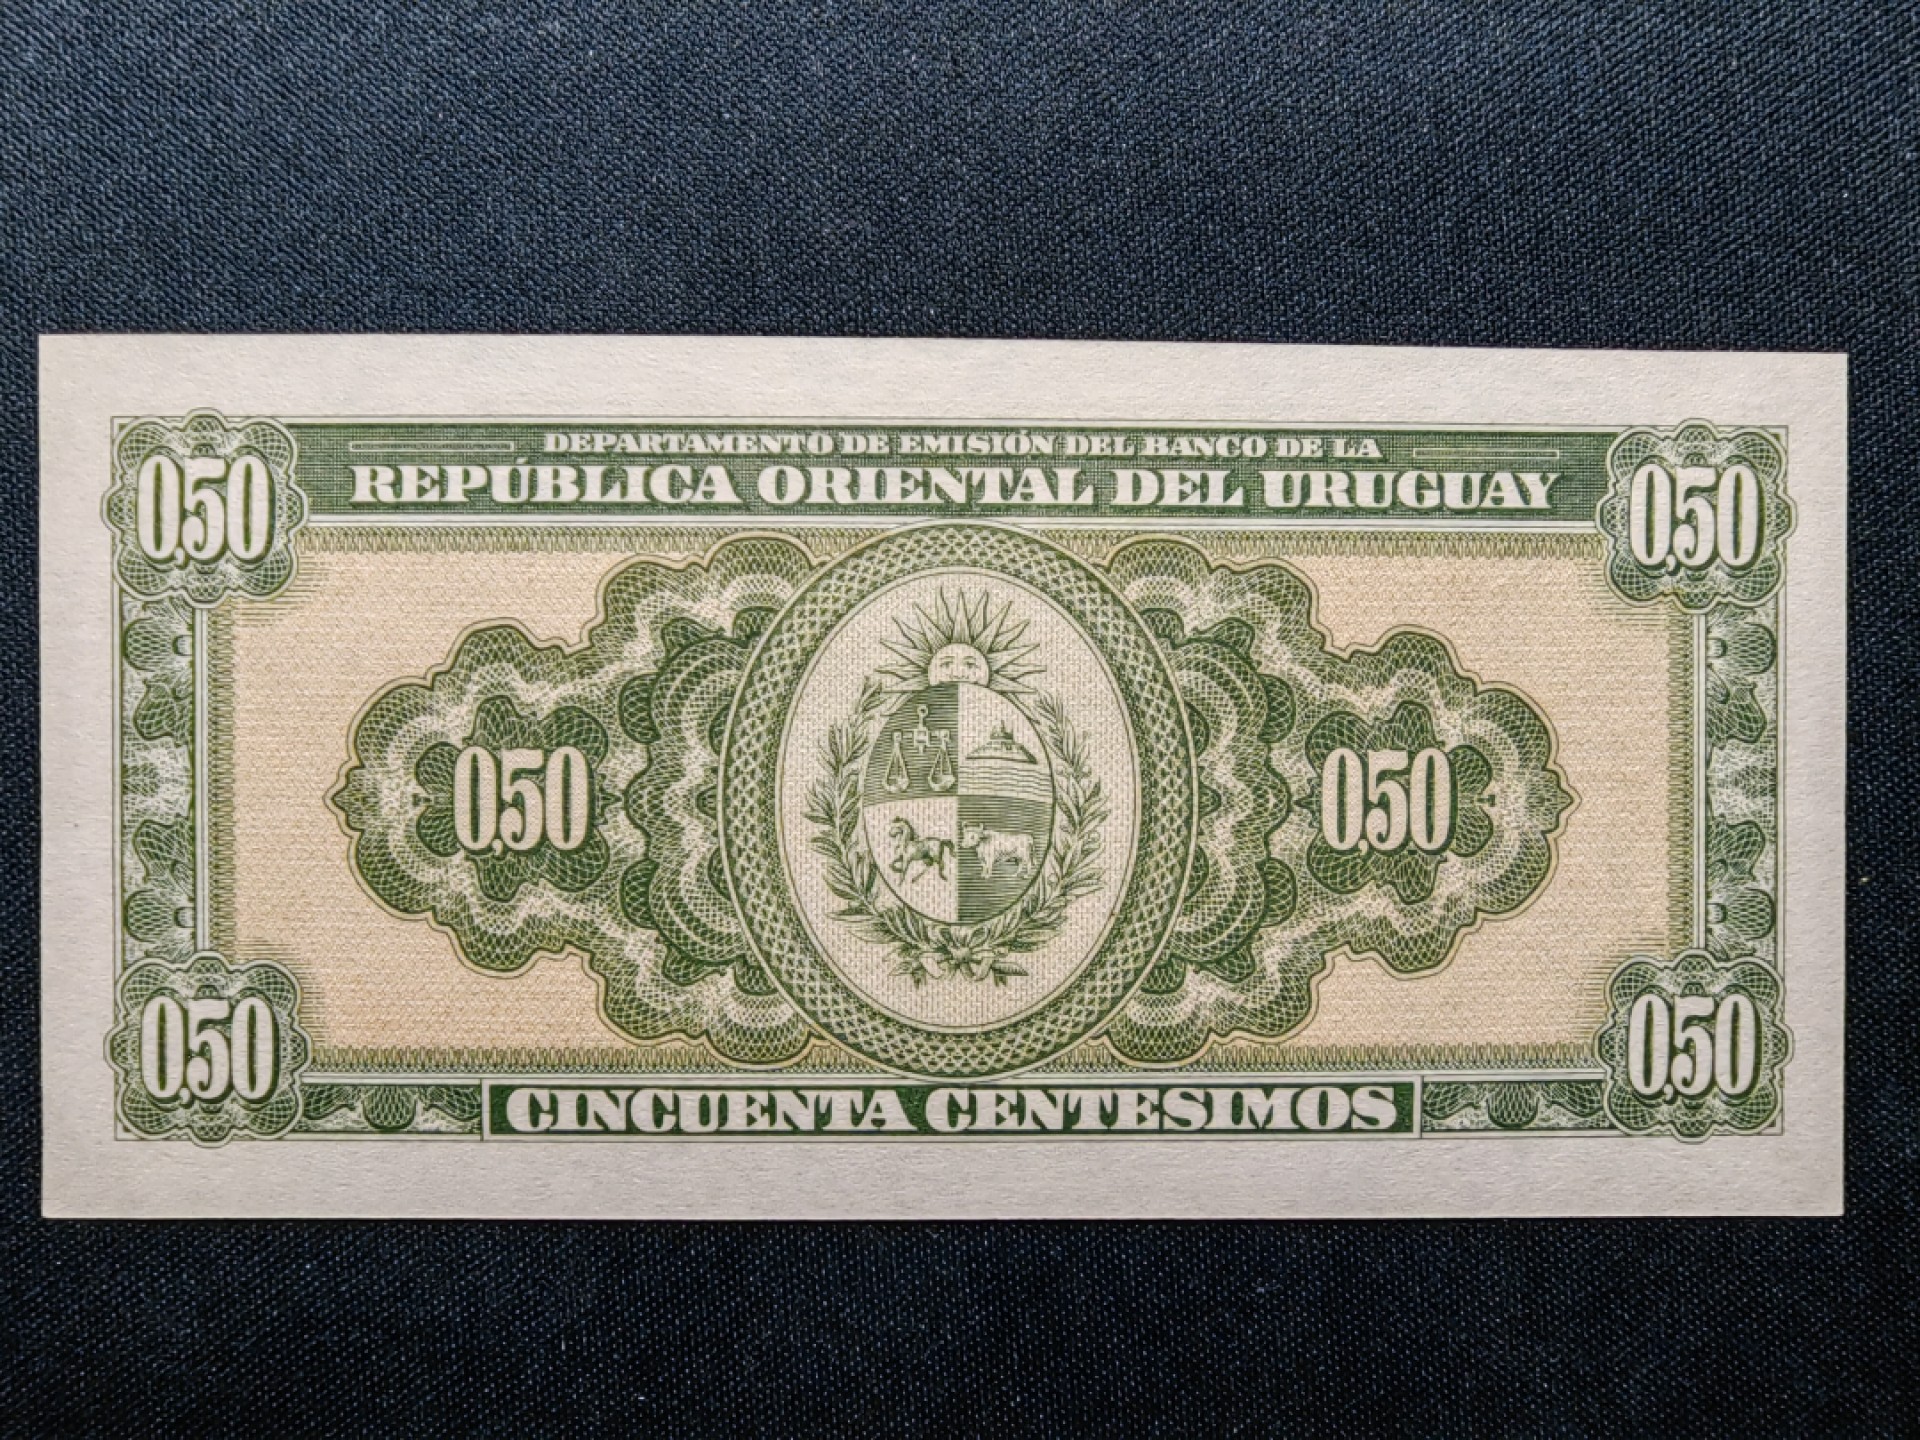 DEPARTAMENTO DE EMISIÓN DEL BANCO DE LA
REPÚBLICA ORIENTAL DEL URUGUAY
0,50 0,50
0,50 0,50
0,50 0,50
CINCUENTA CENTESIMOS